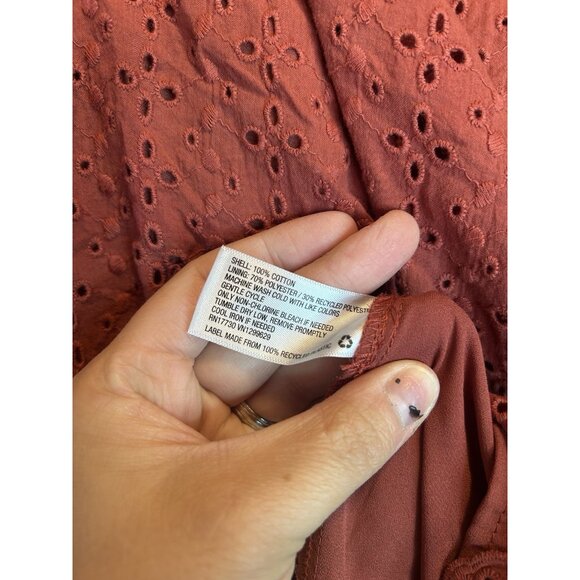 SHELL: 100% COTTON
LINING: 70% POLYESTER / 30% RECYCLED POLYESTER
MACHINE WASH COLD WITH LIKE COLORS
GENTLE CYCLE
ONLY NON-CHLORINE BLEACH IF NEEDED
TUMBLE DRY LOW, REMOVE PROMPTLY
COOL IRON IF NEEDED
RN17730 VN1299629
LABEL MADE FROM 100% RECYCLED PLASTIC